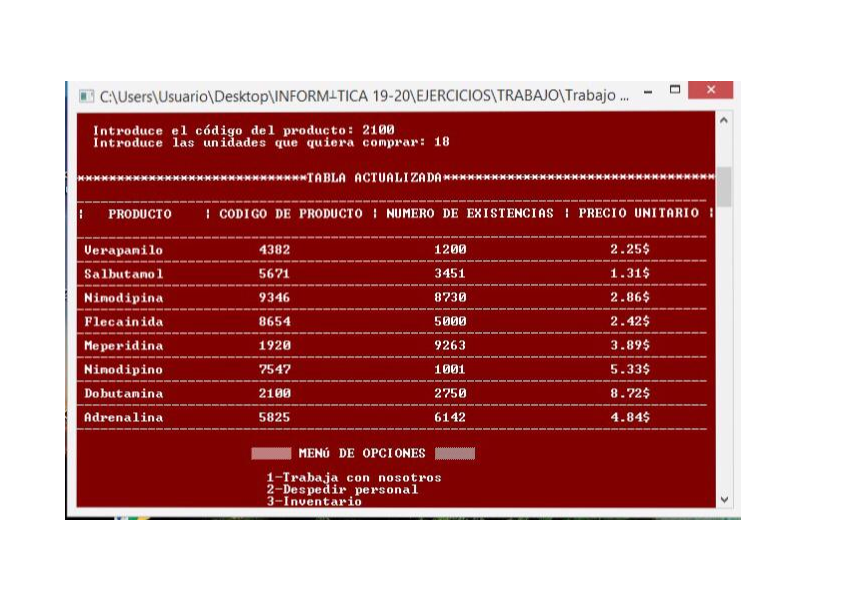 C:\Users\Usuario\Desktop\INFORM┴TICA 19-20\EJERCICIOS\TRABAJO\Trabajo ...
Introduce el código del producto: 2100
Introduce las unidades que quiera comprar: 18
*****************************TABLA ACTUALIZADA**********************************
¦ PRODUCTO ¦ CODIGO DE PRODUCTO ¦ NUMERO DE EXISTENCIAS ¦ PRECIO UNITARIO ¦
Verapamilo 4382 1200 2.25$
Salbutamol 5671 3451 1.31$
Nimodipina 9346 8730 2.86$
Flecainida 8654 5000 2.42$
Meperidina 1920 9263 3.89$
Nimodipino 7547 1001 5.33$
Dobutamina 2100 2750 8.72$
Adrenalina 5825 6142 4.84$
MENÚ DE OPCIONES
1-Trabaja con nosotros
2-Despedir personal
3-Inventario